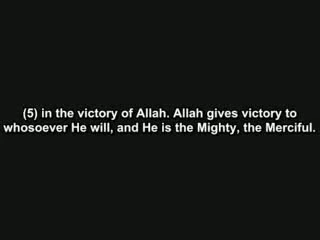 (5) in the victory of Allah. Allah gives victory to
whosoever He will, and He is the Mighty, the Merciful.